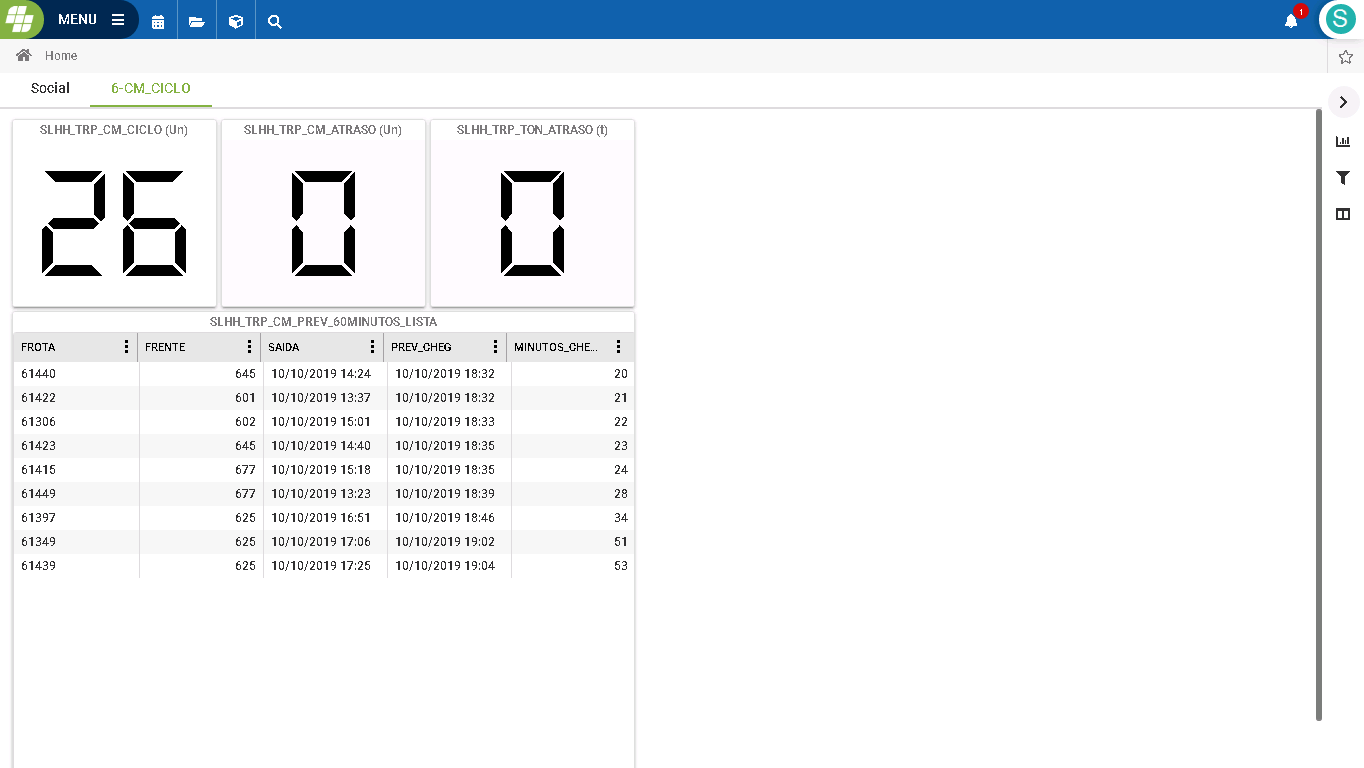 MENU
1
S
Home
Social 6-CM_CICLO
SLHH_TRP_CM_CICLO (Un) SLHH_TRP_CM_ATRASO (Un) SLHH_TRP_TON_ATRASO (t)
26 0 0
SLHH_TRP_CM_PREV_60MINUTOS_LISTA
FROTA FRENTE SAIDA PREV_CHEG MINUTOS_CHE...
61440 645 10/10/2019 14:24 10/10/2019 18:32 20
61422 601 10/10/2019 13:37 10/10/2019 18:32 21
61306 602 10/10/2019 15:01 10/10/2019 18:33 22
61423 645 10/10/2019 14:40 10/10/2019 18:35 23
61415 677 10/10/2019 15:18 10/10/2019 18:35 24
61449 677 10/10/2019 13:23 10/10/2019 18:39 28
61397 625 10/10/2019 16:51 10/10/2019 18:46 34
61349 625 10/10/2019 17:06 10/10/2019 19:02 51
61439 625 10/10/2019 17:25 10/10/2019 19:04 53